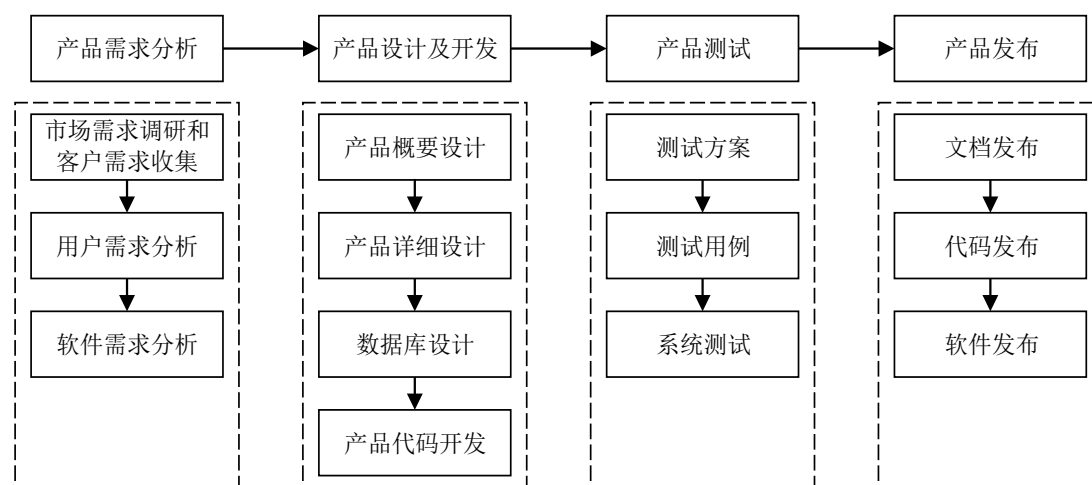 产品需求分析
产品设计及开发
产品测试
产品发布
市场需求调研和
客户需求收集
用户需求分析
软件需求分析
产品概要设计
产品详细设计
数据库设计
产品代码开发
测试方案
测试用例
系统测试
文档发布
代码发布
软件发布